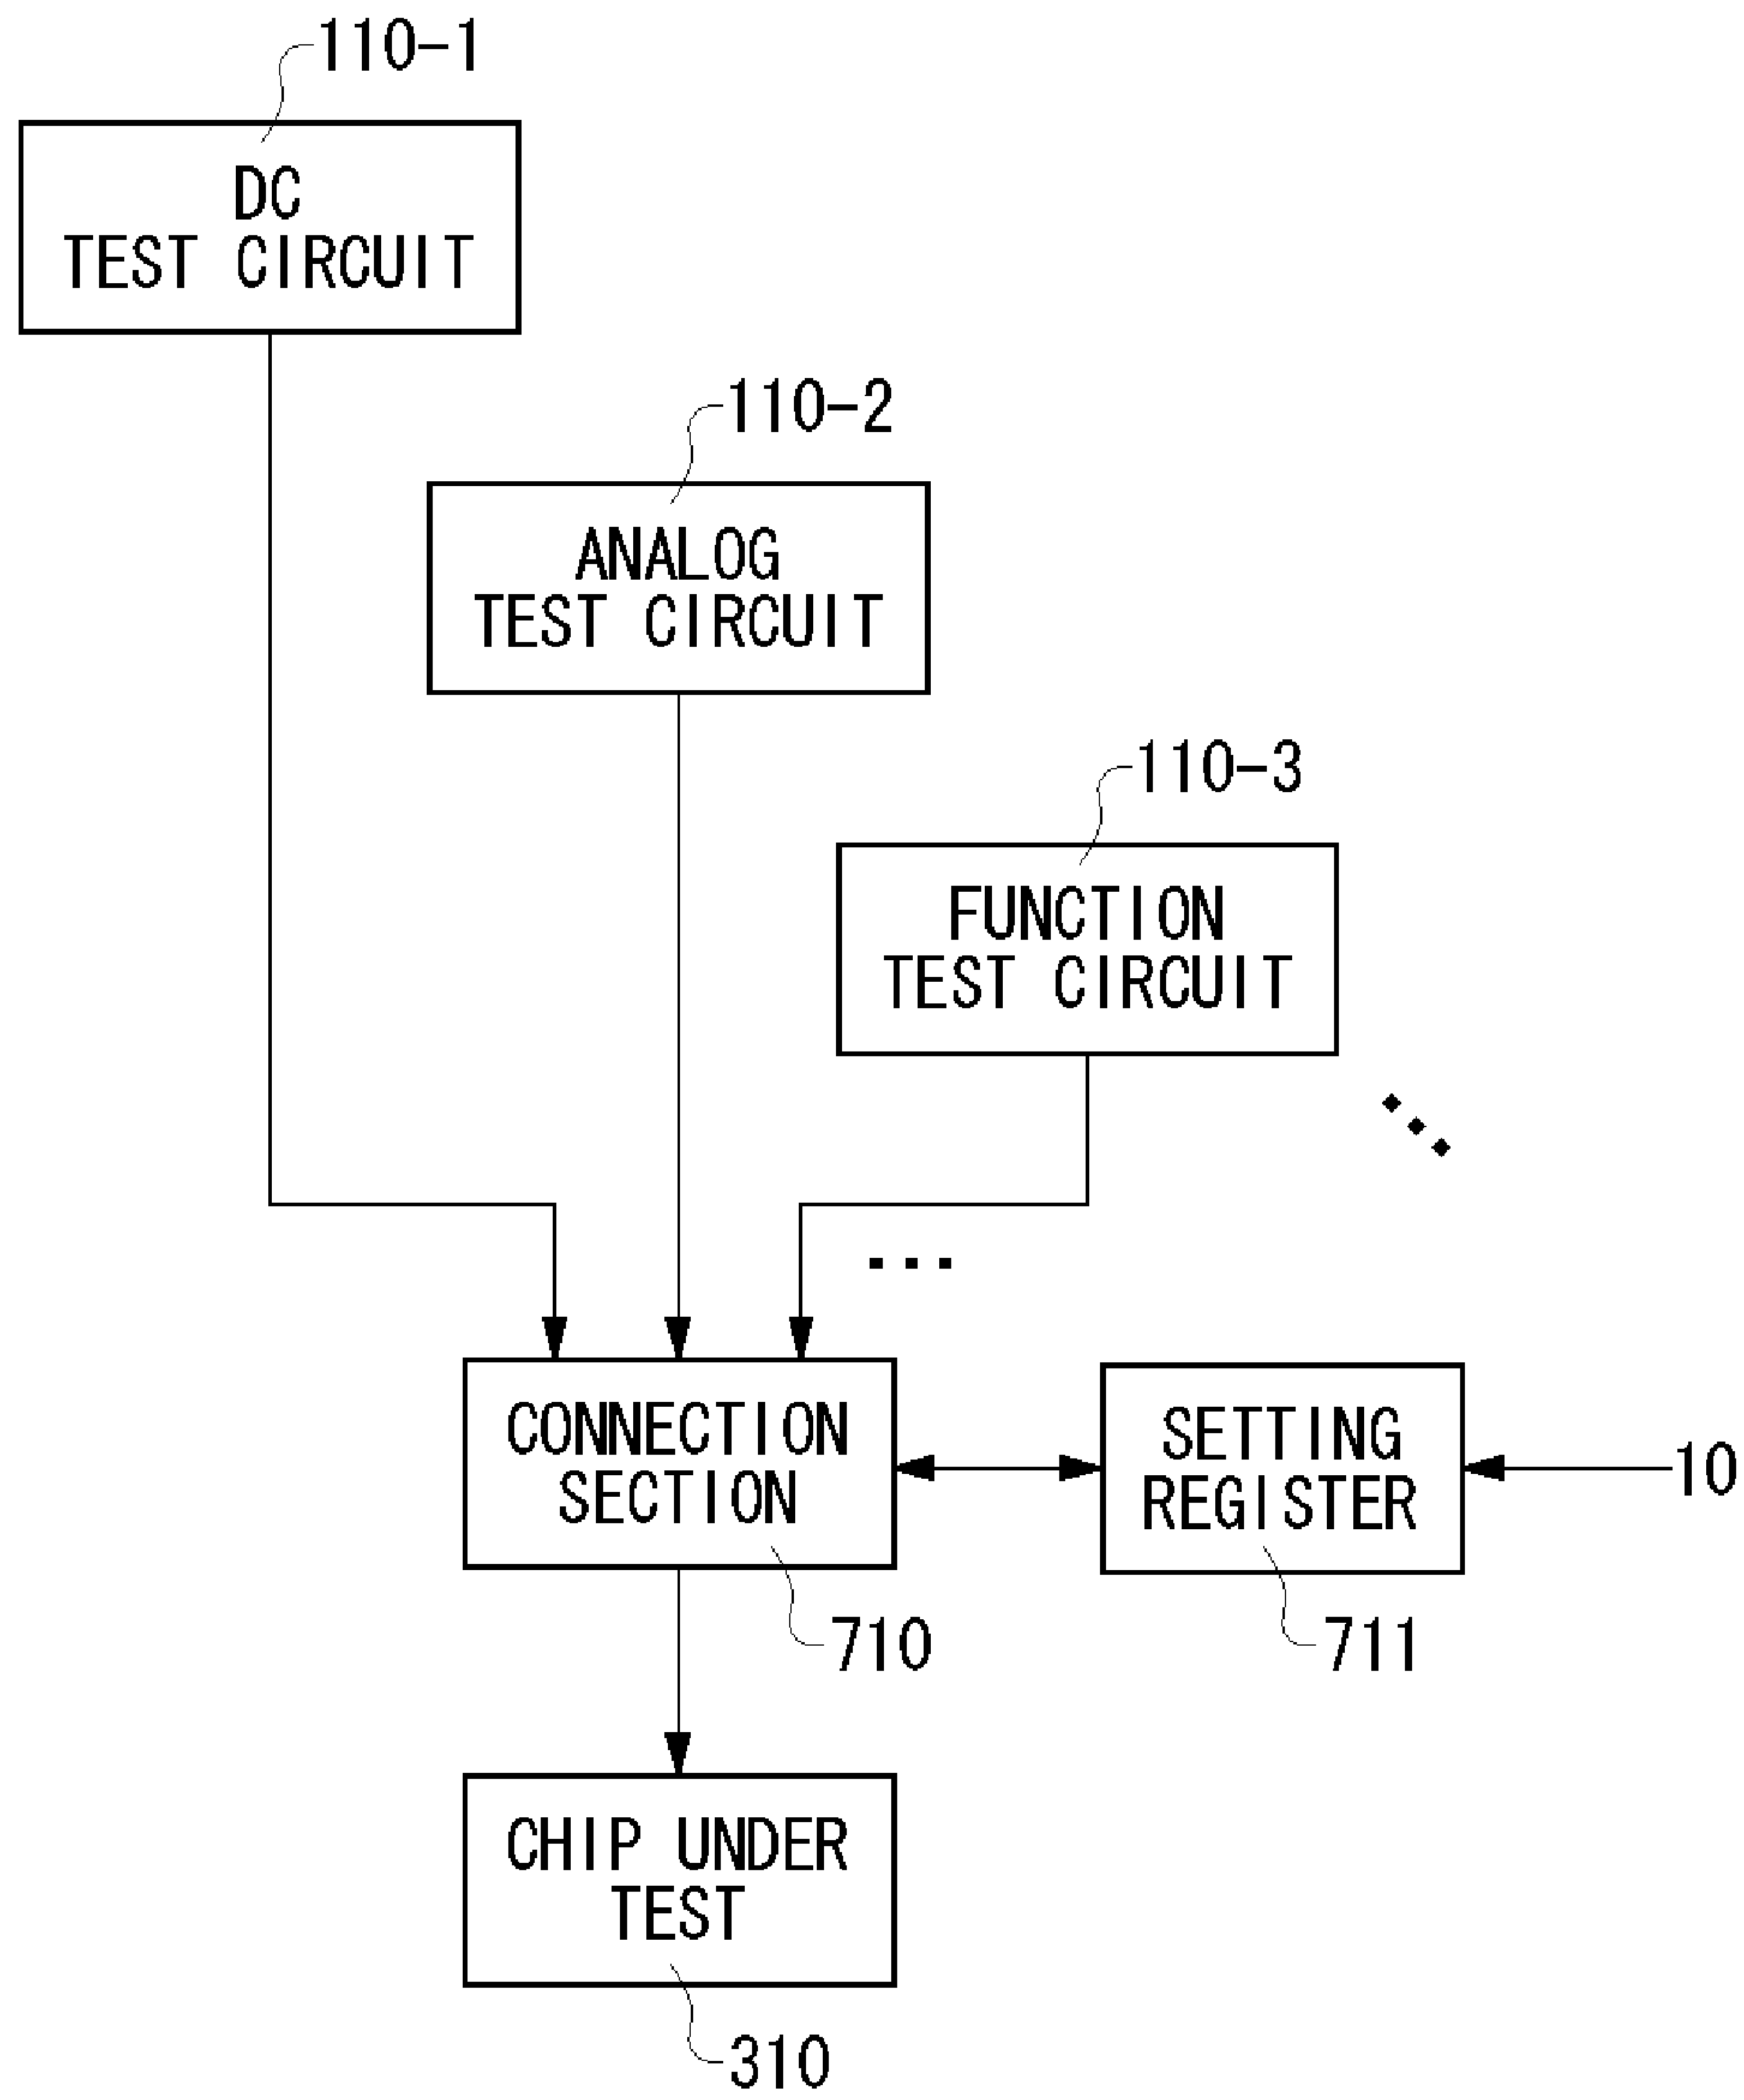 110-1
DC
TEST CIRCUIT
110-2
ANALOG
TEST CIRCUIT
110-3
FUNCTION
TEST CIRCUIT
CONNECTION
SECTION
710
SETTING
REGISTER
711
10
CHIP UNDER
TEST
310